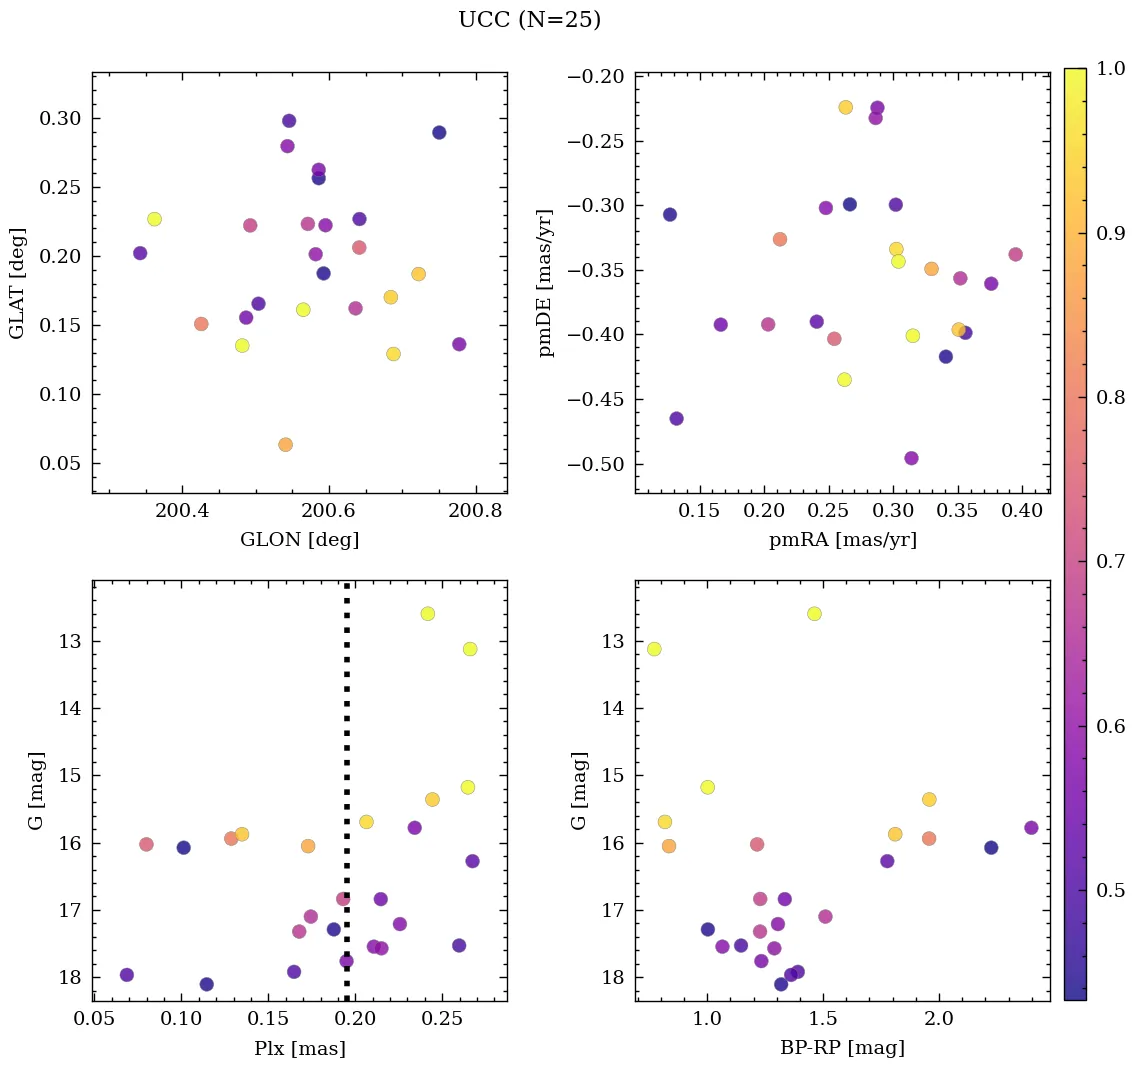 UCC (N=25)
0.30
0.25
0.20
0.15
0.10
0.05
GLAT [deg]
200.4 200.6 200.8
GLON [deg]
−0.20
−0.25
−0.30
−0.35
−0.40
−0.45
−0.50
pmDE [mas/yr]
0.15 0.20 0.25 0.30 0.35 0.40
pmRA [mas/yr]
13
14
15
16
17
18
G [mag]
0.05 0.10 0.15 0.20 0.25
Plx [mas]
13
14
15
16
17
18
G [mag]
1.0 1.5 2.0
BP-RP [mag]
1.0
0.9
0.8
0.7
0.6
0.5